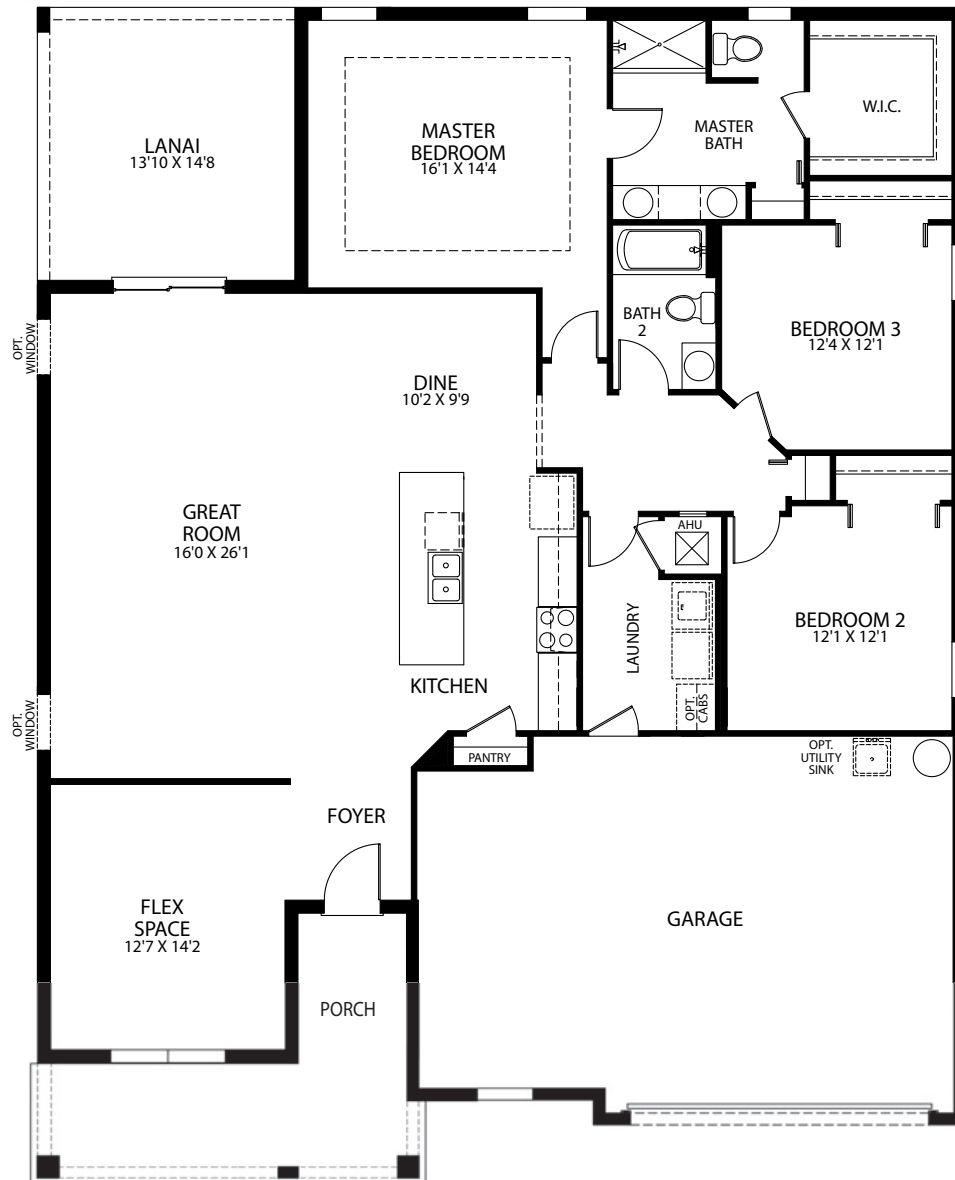 LANAI
13'10 X 14'8
MASTER
BEDROOM
16'1 X 14'4
MASTER
BATH
W.I.C.
BATH
2
BEDROOM 3
12'4 X 12'1
OPT.
WINDOW
DINE
10'2 X 9'9
GREAT
ROOM
16'0 X 26'1
AHU
LAUNDRY
BEDROOM 2
12'1 X 12'1
KITCHEN
OPT.
CABS
OPT.
WINDOW
PANTRY
OPT.
UTILITY
SINK
FOYER
FLEX
SPACE
12'7 X 14'2
GARAGE
PORCH